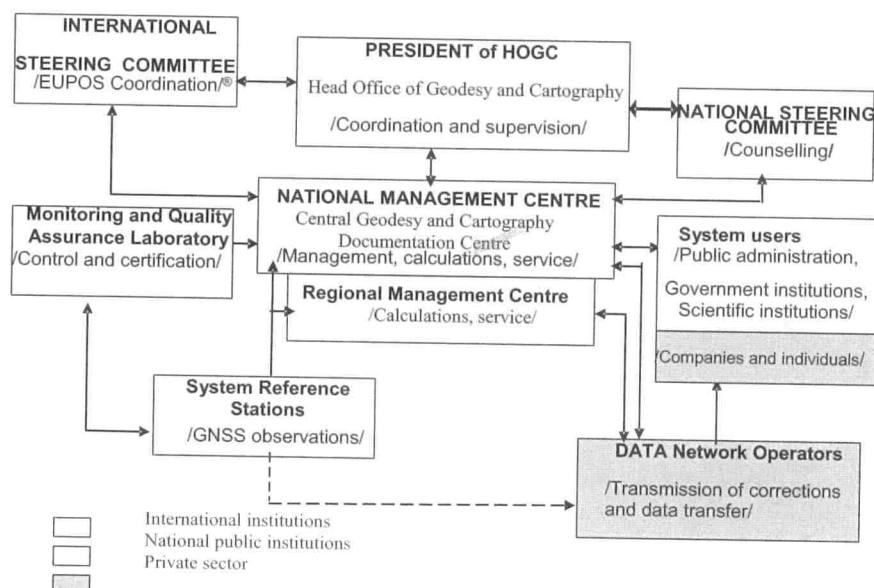 INTERNATIONAL
STEERING COMMITTEE
/EUPOS Coordination/®
PRESIDENT of HOGC
Head Office of Geodesy and Cartography
/Coordination and supervision/
NATIONAL STEERING
COMMITTEE
/Counselling/
NATIONAL MANAGEMENT CENTRE
Central Geodesy and Cartography
Documentation Centre
/Management, calculations, service/
Monitoring and Quality
Assurance Laboratory
/Control and certification/
System users
/Public administration,
Government institutions,
Scientific institutions/
/Companies and individuals/
Regional Management Centre
/Calculations, service/
System Reference
Stations
/GNSS observations/
DATA Network Operators
/Transmission of corrections
and data transfer/
International institutions
National public institutions
Private sector